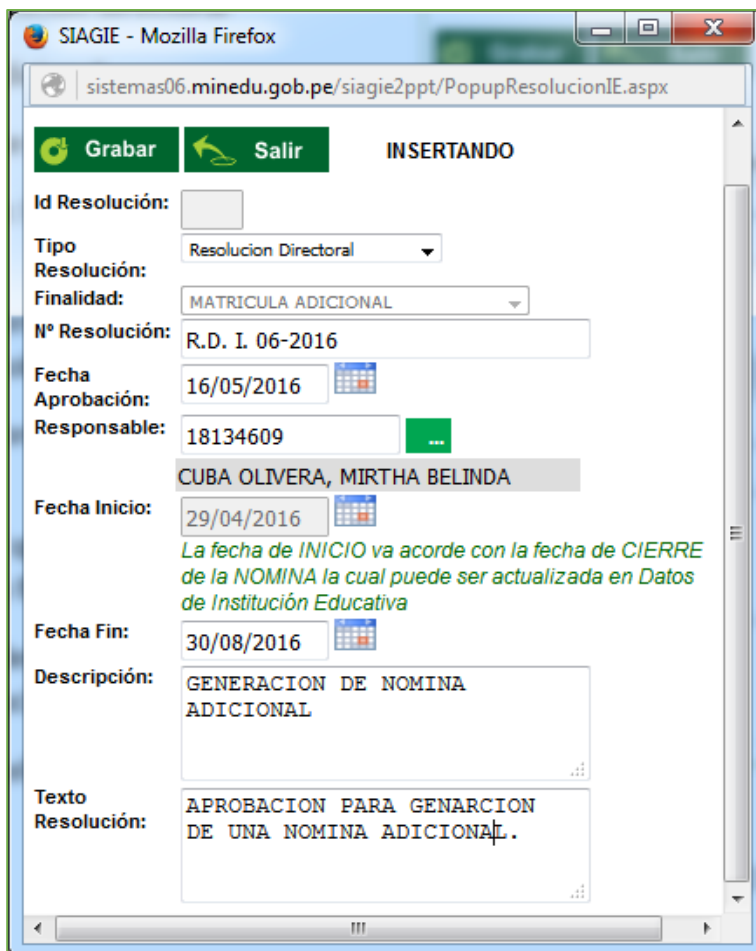 SIAGIE - Mozilla Firefox
sistemas06.minedu.gob.pe/siagie2ppt/PopupResolucionIE.aspx
Grabar Salir INSERTANDO
Id Resolución:
Tipo Resolucion Directoral
Resolución:
Finalidad: MATRICULA ADICIONAL
Nº Resolución: R.D. I. 06-2016
Fecha
Aprobación: 16/05/2016
Responsable: 18134609 ...
CUBA OLIVERA, MIRTHA BELINDA
Fecha Inicio: 29/04/2016
La fecha de INICIO va acorde con la fecha de CIERRE
de la NOMINA la cual puede ser actualizada en Datos
de Institución Educativa
Fecha Fin: 30/08/2016
Descripción: GENERACION DE NOMINA
ADICIONAL
Texto APROBACION PARA GENARCION
Resolución: DE UNA NOMINA ADICIONAL.